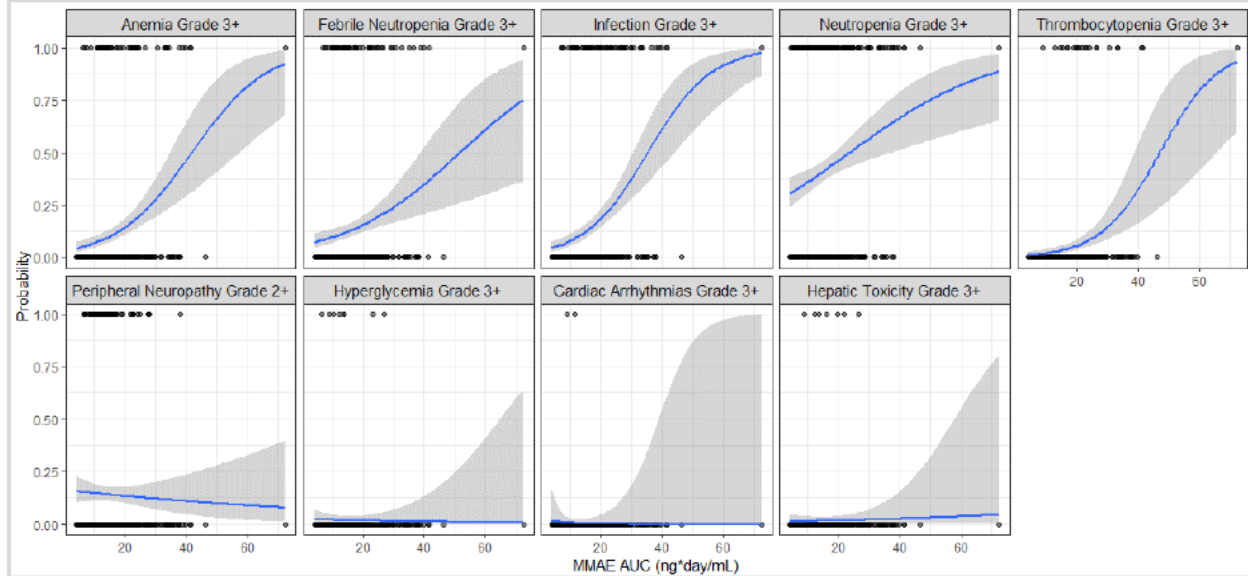 Anemia Grade 3+
Febrile Neutropenia Grade 3+
Infection Grade 3+
Neutropenia Grade 3+
Thrombocytopenia Grade 3+
1.00
0.75
0.50
0.25
0.00
20 40 60
Probability
Peripheral Neuropathy Grade 2+
Hyperglycemia Grade 3+
Cardiac Arrhythmias Grade 3+
Hepatic Toxicity Grade 3+
1.00
0.75
0.50
0.25
0.00
20 40 60
20 40 60
20 40 60
20 40 60
MMAE AUC (ng*day/mL)